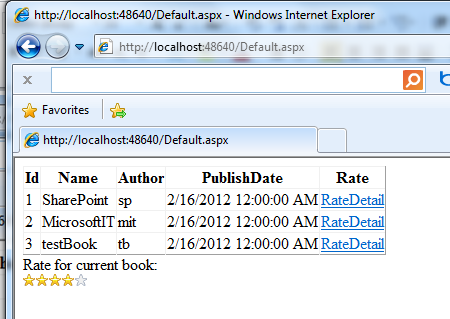 http://localhost:48640/Default.aspx - Windows Internet Explorer
http://localhost:48640/Default.aspx
x
Favorites
http://localhost:48640/Default.aspx
Id Name Author PublishDate Rate
1 SharePoint sp 2/16/2012 12:00:00 AM RateDetail
2 MicrosoftIT mit 2/16/2012 12:00:00 AM RateDetail
3 testBook tb 2/16/2012 12:00:00 AM RateDetail
Rate for current book: